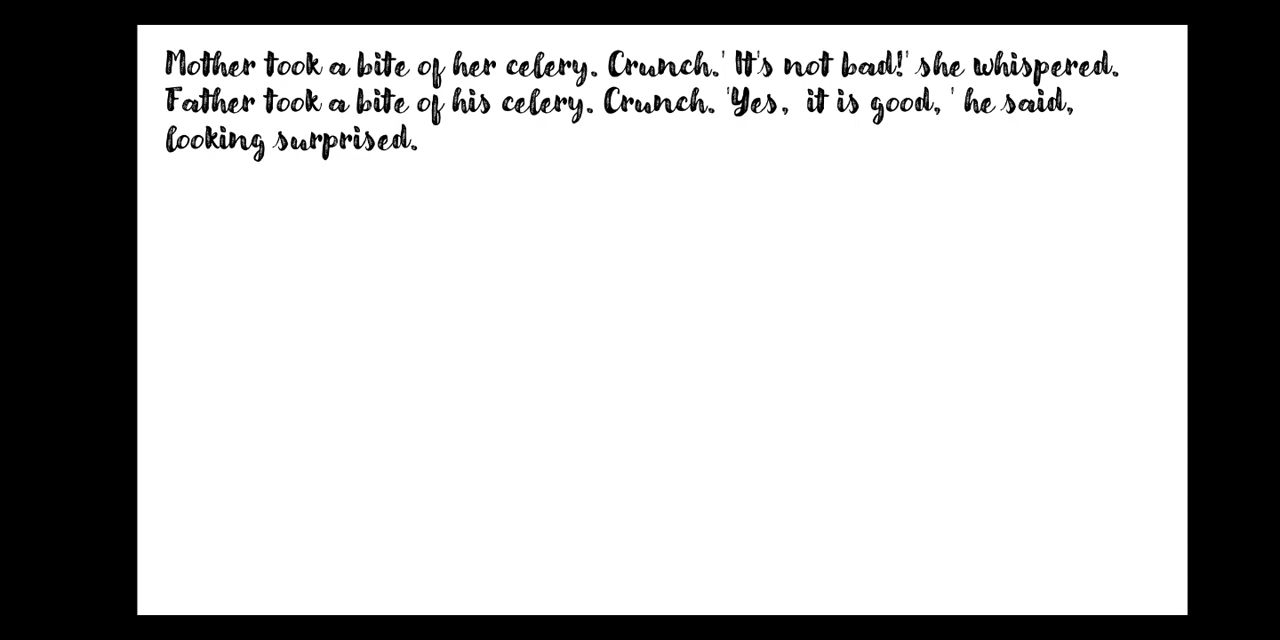 Mother took a bite of her celery. Crunch.' It's not bad!' she whispered.
Father took a bite of his celery. Crunch. 'Yes,  it is good, ' he said,
looking surprised.